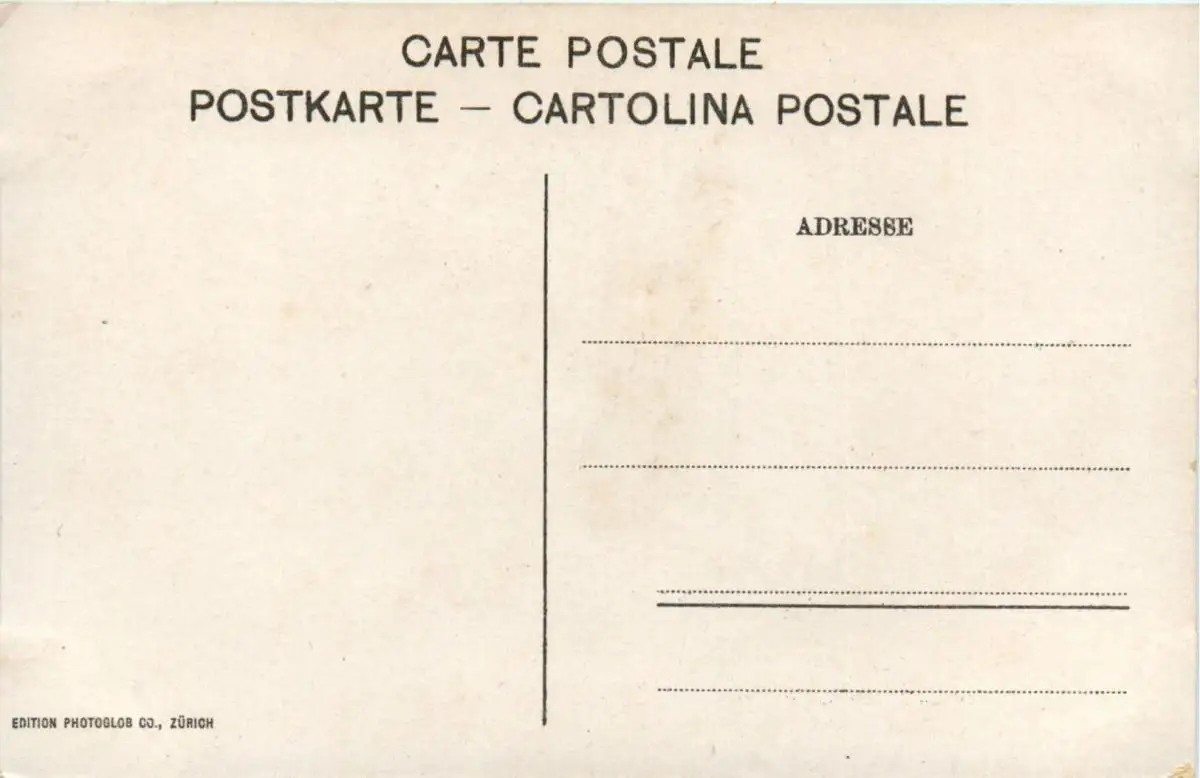 CARTE POSTALE
POSTKARTE — CARTOLINA POSTALE
ADRESSE
EDITION PHOTOGLOB CO., ZÜRICH